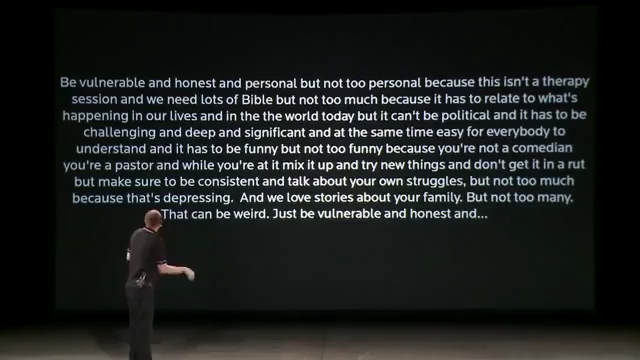 Be vulnerable and honest and personal but not too personal because this isn't a therapy
session and we need lots of Bible but not too much because it has to relate to what's
happening in our lives and in the the world today but it can't be political and it has to be
challenging and deep and significant and at the same time easy for everybody to
understand and it has to be funny but not too funny because you're not a comedian
you're a pastor and while you're at it mix it up and try new things and don't get it in a rut
but make sure to be consistent and talk about your own struggles, but not too much
because that's depressing. And we love stories about your family. But not too many.
That can be weird. Just be vulnerable and honest and...